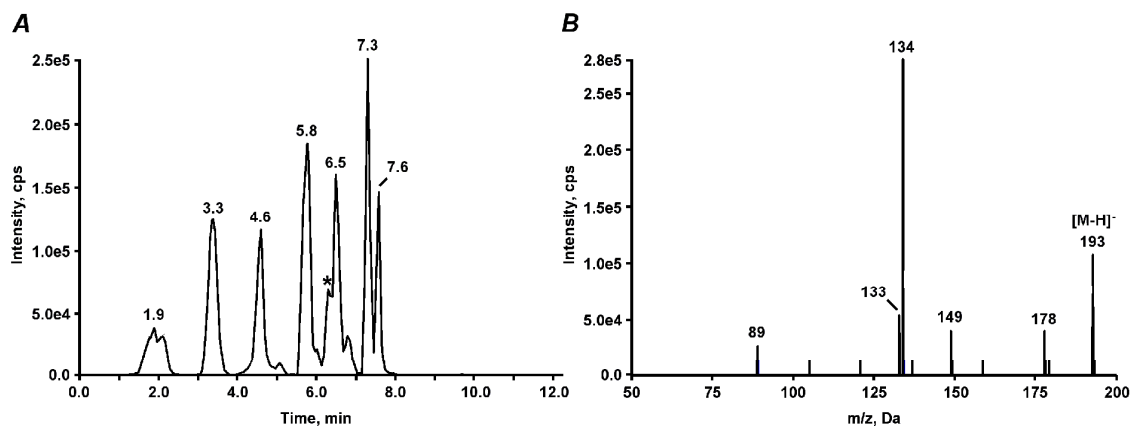 A
2.5e5
2.0e5
1.5e5
1.0e5
5.0e4
0.0
Intensity, cps
1.9
3.3
4.6
5.8
*
6.5
7.3
7.6
0.0
2.0
4.0
6.0
8.0
10.0
12.0
Time, min
B
2.8e5
2.5e5
2.0e5
1.5e5
1.0e5
5.0e4
0.0
Intensity, cps
89
133
134
149
178
[M-H]-
193
50
75
100
125
150
175
200
m/z, Da